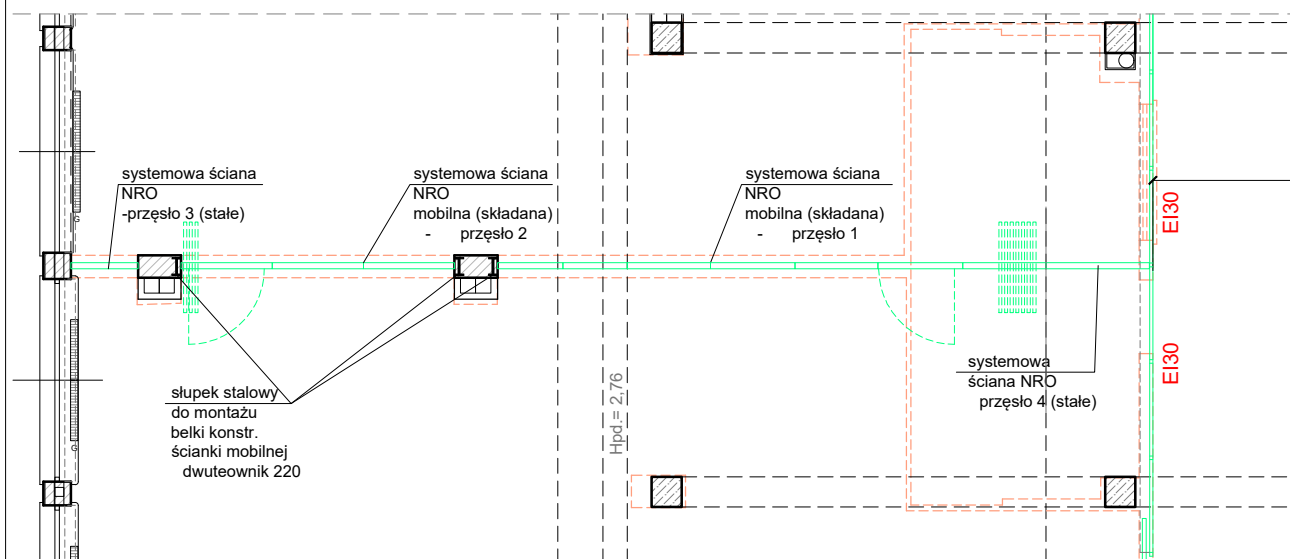 systemowa ściana
NRO
-przęsło 3 (stałe)
systemowa ściana
NRO
mobilna (składana)
- przęsło 2
systemowa ściana
NRO
mobilna (składana)
- przęsło 1
EI30
G
słupek stalowy
do montażu
belki konstr.
ścianki mobilnej
dwuteownik 220
Hpd.= 2,76
systemowa
ściana NRO
przęsło 4 (stałe)
EI30
G